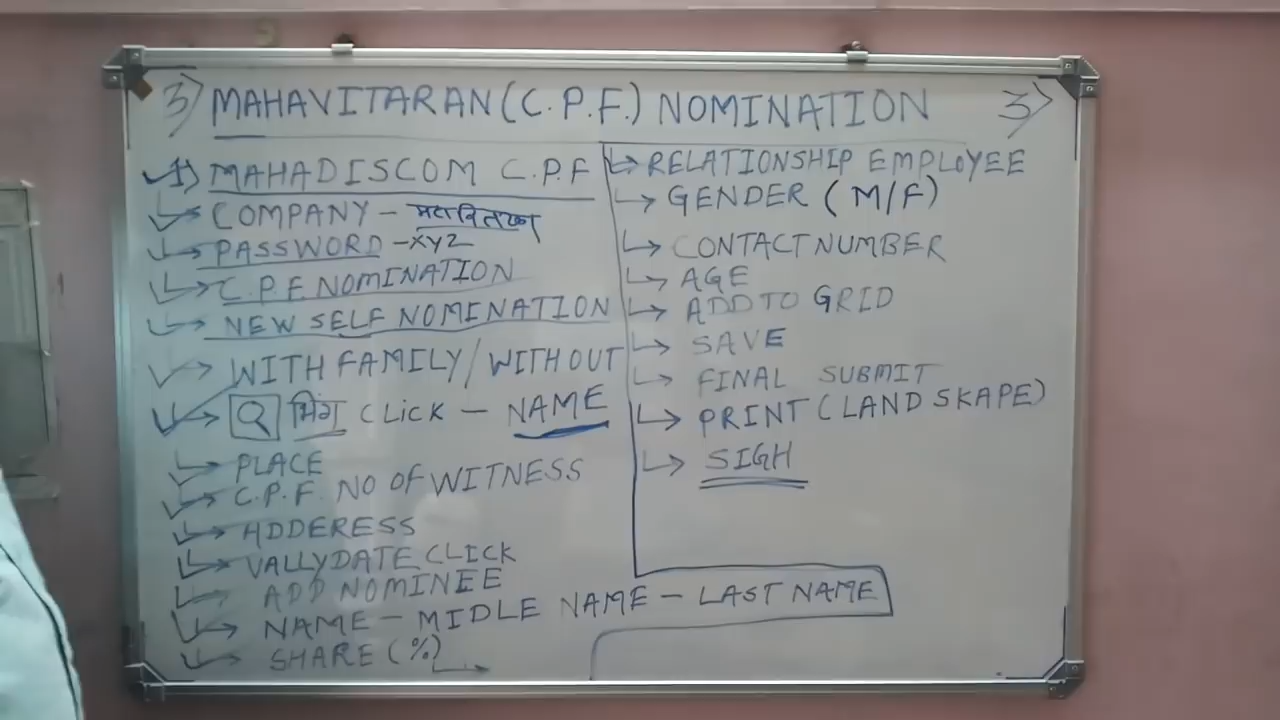 3) MAHAVITARAN (C.P.F.) NOMINATION 3)
1) MAHADISCOM C.P.F
COMPANY - महावितरण
PASSWORD - XYZ
C.P.F. NOMINATION
NEW SELF NOMINATION
WITH FAMILY / WITHOUT
भिंग CLICK - NAME
PLACE
C.P.F. NO OF WITNESS
ADDERESS
VALLYDATE CLICK
ADD NOMINEE
NAME - MIDLE NAME - LAST NAME
SHARE (%)
RELATIONSHIP EMPLOYEE
GENDER (M/F)
CONTACT NUMBER
AGE
ADD TO GRID
SAVE
FINAL SUBMIT
PRINT (LAND SKAPE)
SIGH